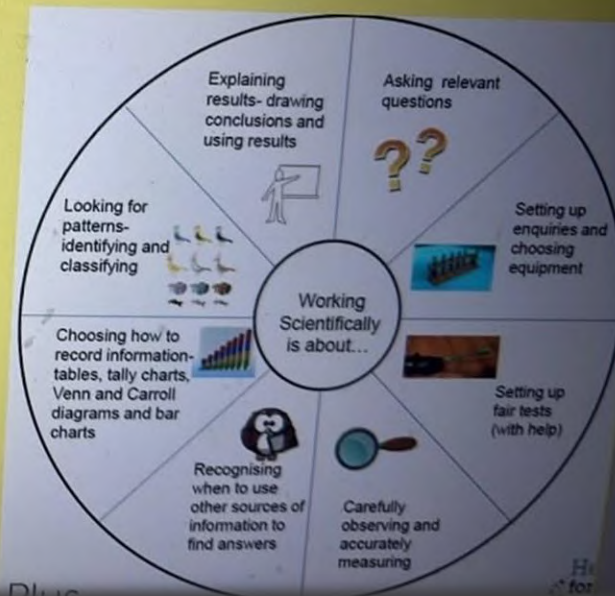 Working
Scientifically
is about...
Asking relevant
questions
Setting up
enquiries and
choosing
equipment
Setting up
fair tests
(with help)
Carefully
observing and
accurately
measuring
Recognising
when to use
other sources of
information to
find answers
Choosing how to
record information-
tables, tally charts,
Venn and Carroll
diagrams and bar
charts
Looking for
patterns-
identifying and
classifying
Explaining
results- drawing
conclusions and
using results
for